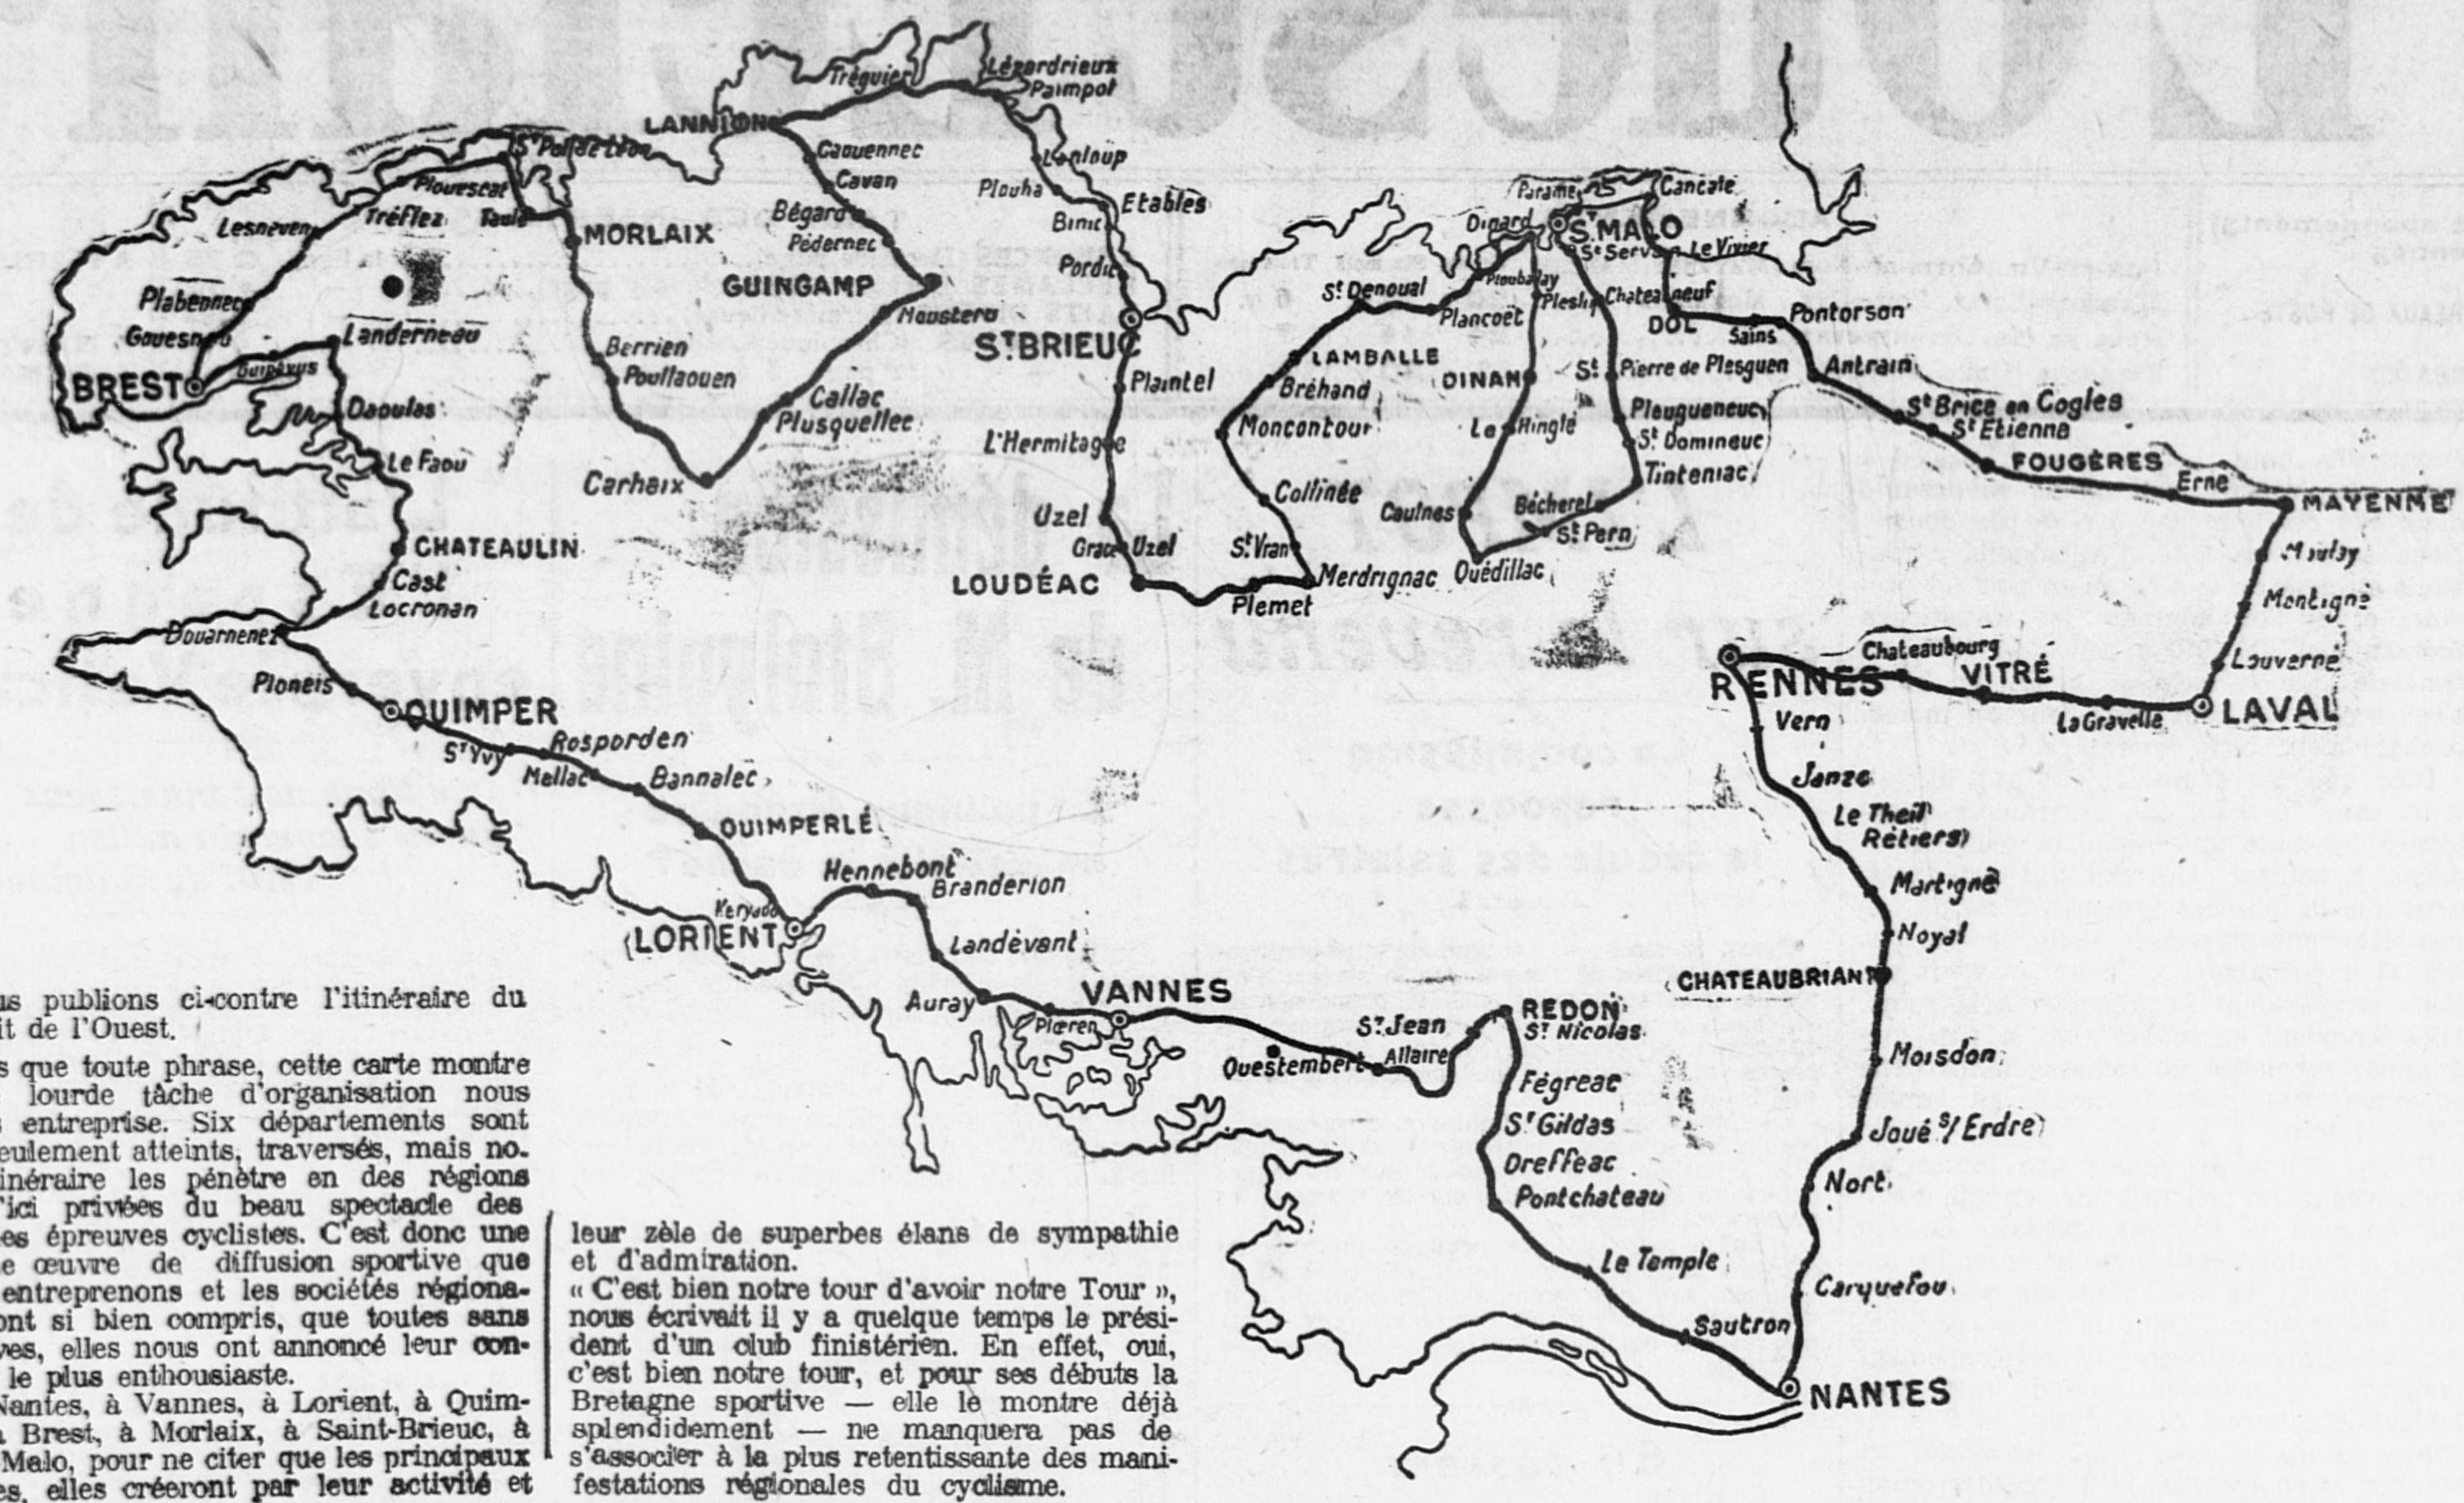 Tréguier
Lézardrieux
Paimpol
LANNION
St Pol de Léon
Caouennec
Lanloup
Plouescat
Cavan
Plouha
Etables
Lesneven
Tréflez
Taulé
Bégard
Binic
MORLAIX
Pédernec
Pordic
Plabennec
GUINGAMP
Moustéru
Gouesnou
Landerneau
ST BRIEUC
BREST
Guipavas
Berrien
Poullaouen
Plaintel
Daoulas
Callac
Plusquellec
L'Hermitage
Le Faou
Carhaix
Uzel
CHATEAULIN
Grace Uzel
Cast
LOUDÉAC
Locronan
Douarnenez
Ploneis
QUIMPER
St Yvy
Rosporden
Mellac
Bannalec
QUIMPERLÉ
Hennebont
Branderion
Keryado
LORIENT
Landévant
Auray
VANNES
Ploeren
Paramé
Cancale
Dinard
ST MALO
St Servan
Le Vivier
St Denoual
Ploubalay
Pleslin
Chateauneuf
Plancoët
DOL
Sains
Pontorson
LAMBALLE
DINAN
St Pierre de Plesguen
Antrain
Bréhand
Moncontour
Le Hinglé
Pleugueneuc
St Domineuc
St Brice en Cogles
St Etienne
Tinteniac
FOUGÈRES
Erne
Collinée
Caulnes
Bécherel
MAYENNE
St Vran
St Pern
Moulay
Merdrignac
Quédillac
Plemet
Montigné
RENNES
Chateaubourg
VITRÉ
Louverné
La Gravelle
LAVAL
Vern
Janzé
Le Theil
Rétiers
Martigné
Noyal
CHATEAUBRIANT
REDON
St Jean
St Nicolas
Questembert
Allaire
Moisdon
Fégreac
St Gildas
Joué s/ Erdre
Dreffeac
Pontchateau
Nort
Le Temple
Carquefou
Sautron
NANTES
publions ci-contre l'itinéraire du
de l'Ouest.
que toute phrase, cette carte montre
lourde tâche d'organisation nous
entreprise. Six départements sont
eulement atteints, traversés, mais no-
inéraire les pénètre en des régions
'ici privées du beau spectacle des
es épreuves cyclistes. C'est donc une
œuvre de diffusion sportive que
entreprenons et les sociétés régiona-
ont si bien compris, que toutes sans
ves, elles nous ont annoncé leur con-
le plus enthousiaste.
Nantes, à Vannes, à Lorient, à Quim-
Brest, à Morlaix, à Saint-Brieuc, à
Malo, pour ne citer que les principaux
es, elles créeront par leur activité et
leur zèle de superbes élans de sympathie
et d'admiration.
« C'est bien notre tour d'avoir notre Tour »,
nous écrivait il y a quelque temps le prési-
dent d'un club finistérien. En effet, oui,
c'est bien notre tour, et pour ses débuts la
Bretagne sportive — elle le montre déjà
splendidement — ne manquera pas de
s'associer à la plus retentissante des mani-
festations régionales du cyclisme.